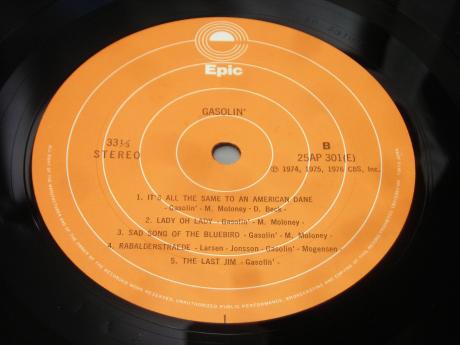 Epic
GASOLIN'
33⅓
STEREO
B
25AP 301(E)
℗ 1974, 1975, 1976 CBS, Inc.
1. IT'S ALL THE SAME TO AN AMERICAN DANE
-Gasolin'- M. Moloney - D. Beck -
2. LADY OH LADY -Gasolin'- M. Moloney -
3. SAD SONG OF THE BLUEBIRD -Gasolin'- M. Moloney -
4. RABALDERSTRAEDE - Larsen - Jonsson - Gasolin'- Mogensen -
5. THE LAST JIM -Gasolin'-
1